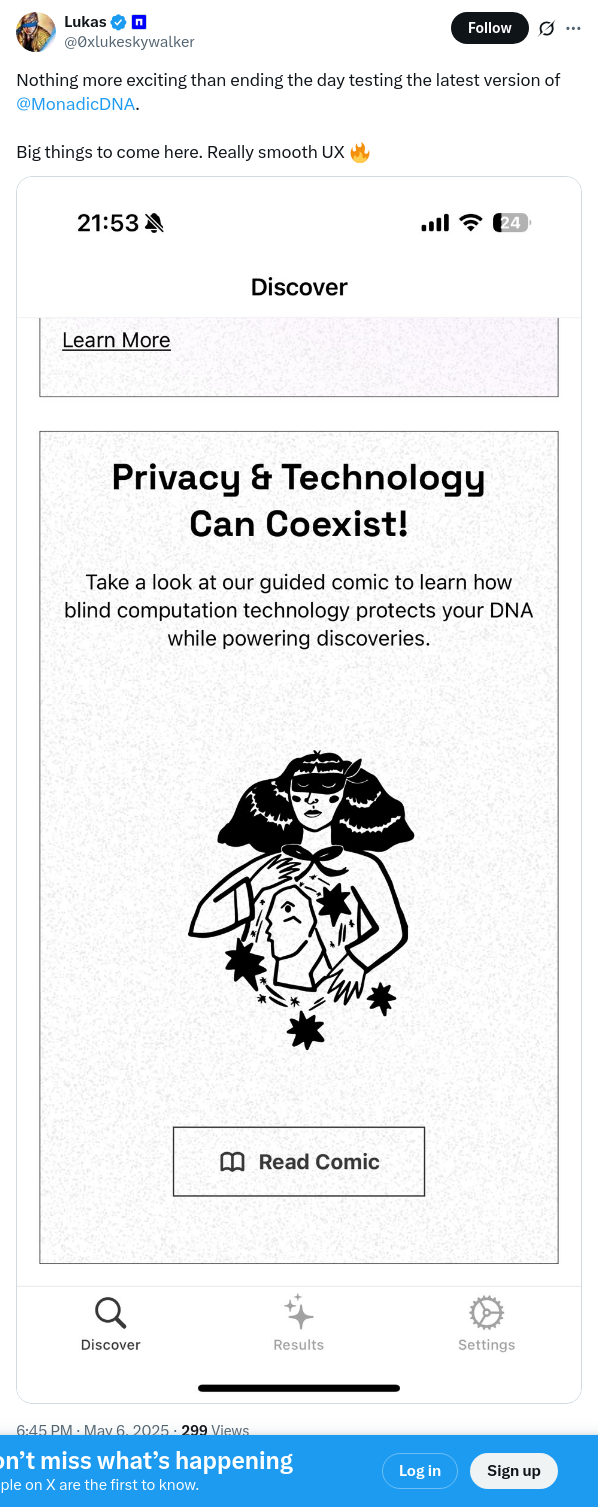 Lukas
@0xlukeskywalker
Follow
Nothing more exciting than ending the day testing the latest version of
@MonadicDNA.
Big things to come here. Really smooth UX 🔥
21:53
24
Discover
Learn More
Privacy & Technology
Can Coexist!
Take a look at our guided comic to learn how
blind computation technology protects your DNA
while powering discoveries.
Read Comic
Discover
Results
Settings
6:45 PM · May 6, 2025 · 299 Views
on’t miss what’s happening
ple on X are the first to know.
Log in
Sign up